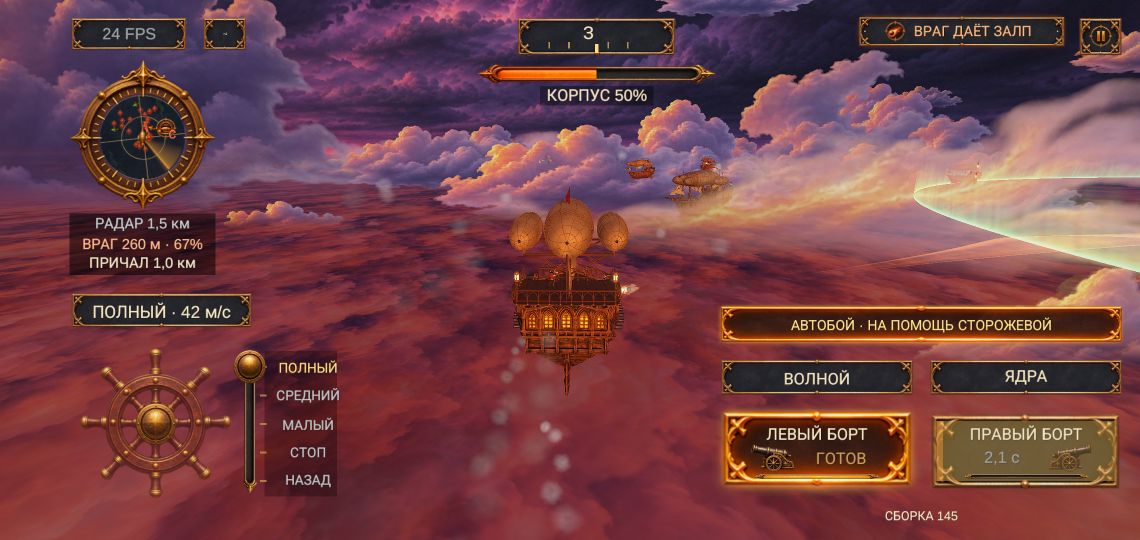 24 FPS
З
ВРАГ ДАЁТ ЗАЛП
КОРПУС 50%
С
РАДАР 1,5 км
ВРАГ 260 м · 67%
ПРИЧАЛ 1,0 км
ПОЛНЫЙ · 42 м/с
ПОЛНЫЙ
СРЕДНИЙ
МАЛЫЙ
СТОП
НАЗАД
АВТОБОЙ · НА ПОМОЩЬ СТОРОЖЕВОЙ
ВОЛНОЙ
ЯДРА
ЛЕВЫЙ БОРТ
ГОТОВ
ПРАВЫЙ БОРТ
2,1 с
СБОРКА 145